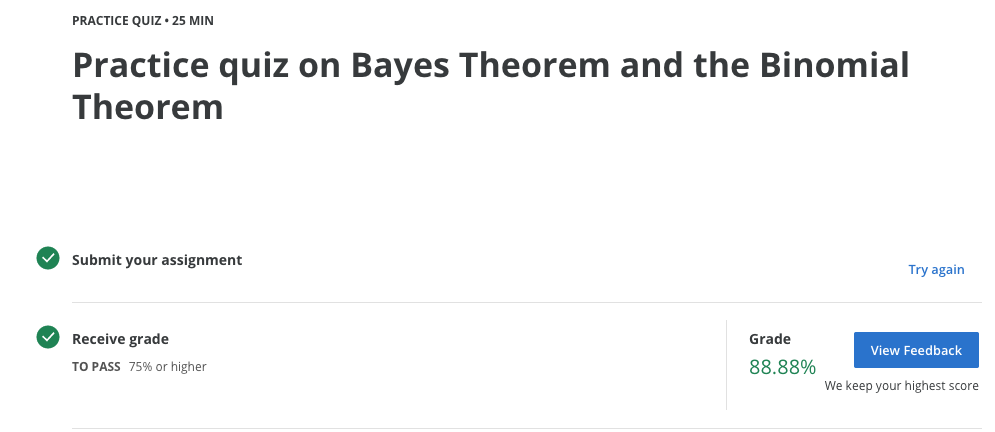 PRACTICE QUIZ • 25 MIN
Practice quiz on Bayes Theorem and the Binomial
Theorem
Submit your assignment
Try again
Receive grade
TO PASS 75% or higher
Grade
88.88%
View Feedback
We keep your highest score